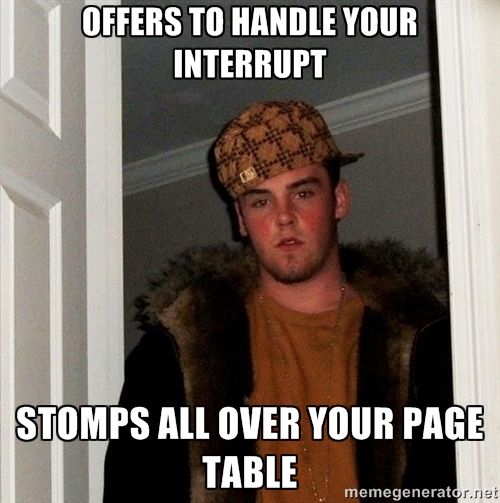 OFFERS TO HANDLE YOUR
INTERRUPT
STOMPS ALL OVER YOUR PAGE
TABLE
memegenerator.net